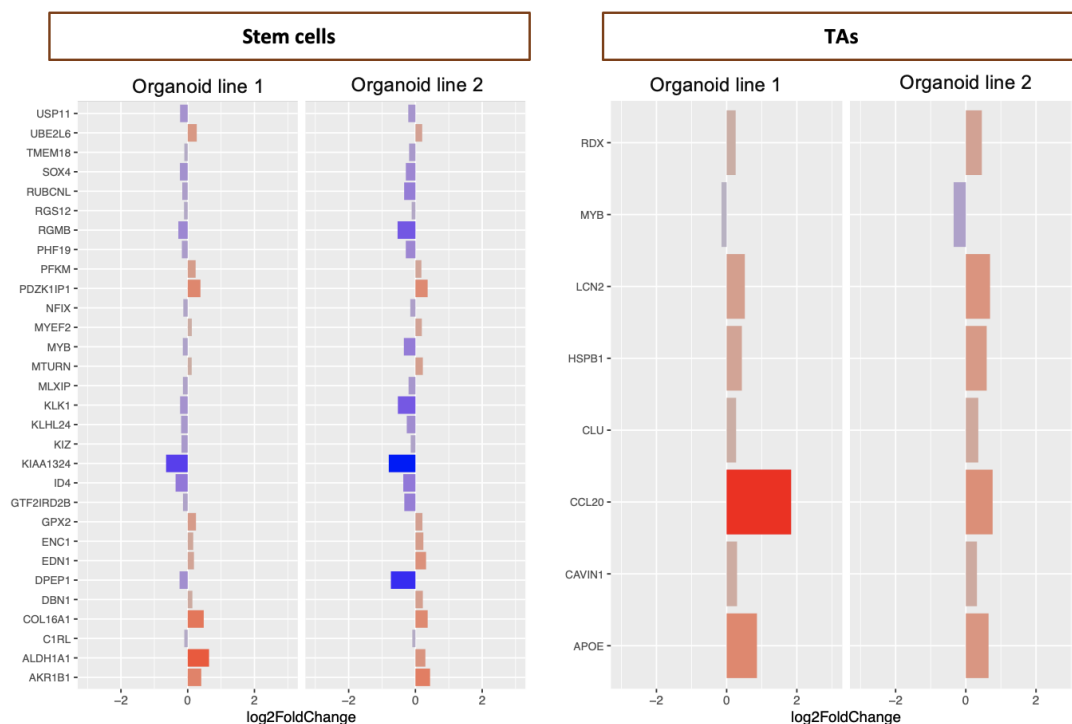 Stem cells
TAs
Organoid line 1
Organoid line 2
USP11
UBE2L6
TMEM18
SOX4
RUBCNL
RGS12
RGMB
PHF19
PFKM
PDZK1IP1
NFIX
MYEF2
MYB
MTURN
MLXIP
KLK1
KLHL24
KIZ
KIAA1324
ID4
GTF2IRD2B
GPX2
ENC1
EDN1
DPEP1
DBN1
COL16A1
C1RL
ALDH1A1
AKR1B1
−2 0 2 −2 0 2
log2FoldChange
Organoid line 1
Organoid line 2
RDX
MYB
LCN2
HSPB1
CLU
CCL20
CAVIN1
APOE
−2 0 2 −2 0 2
log2FoldChange